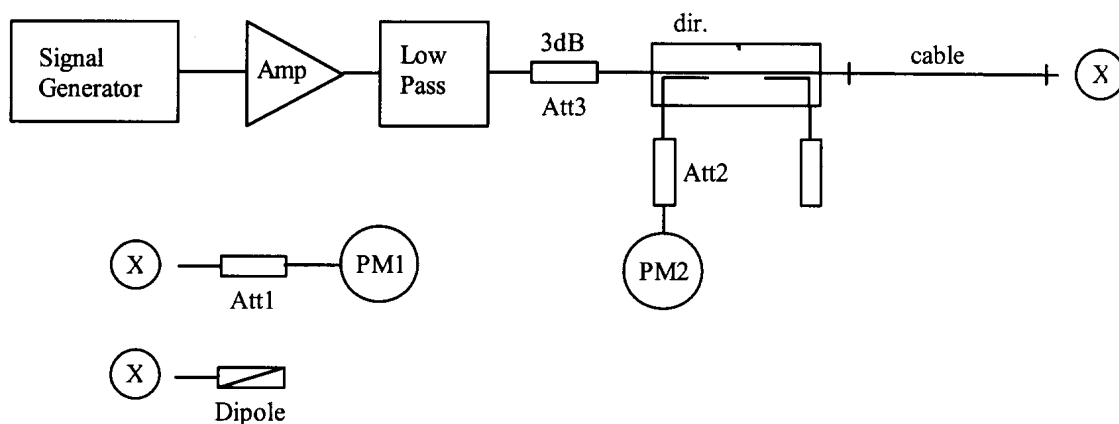 Signal
Generator
Amp
Low
Pass
3dB
Att3
dir.
cable
X
Att2
PM2
X
Att1
PM1
X
Dipole